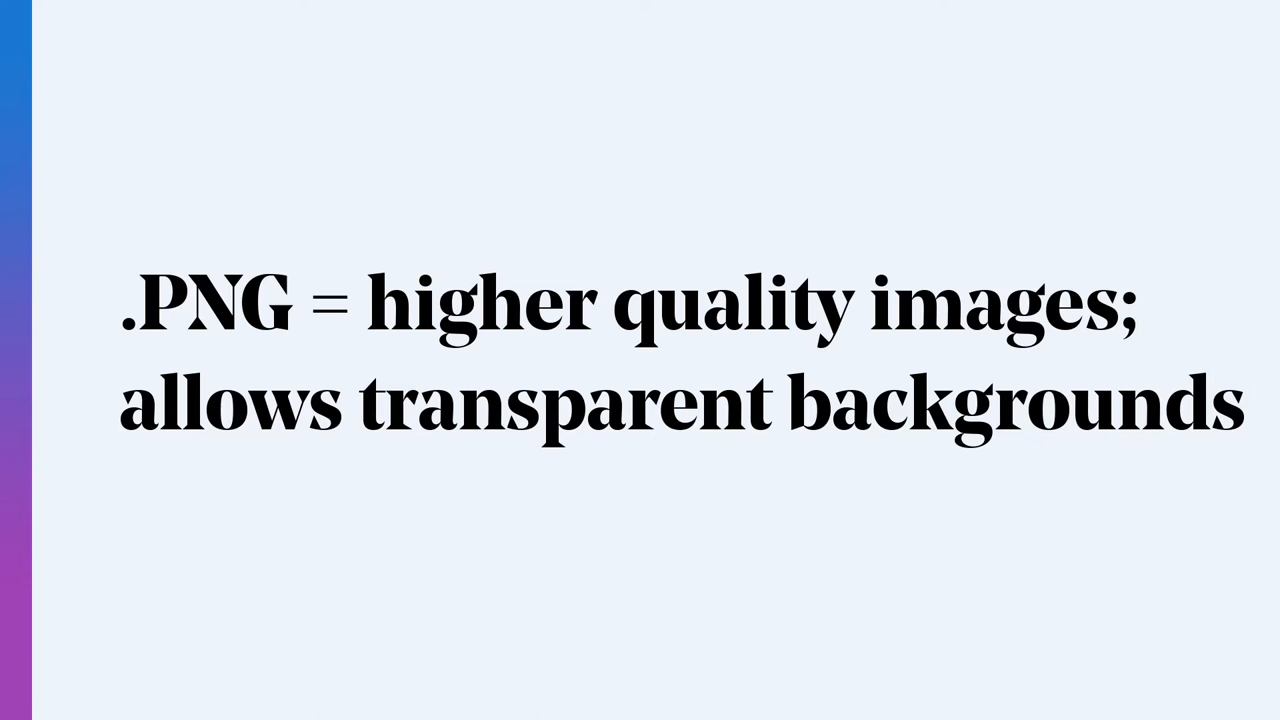 .PNG = higher quality images;
allows transparent backgrounds